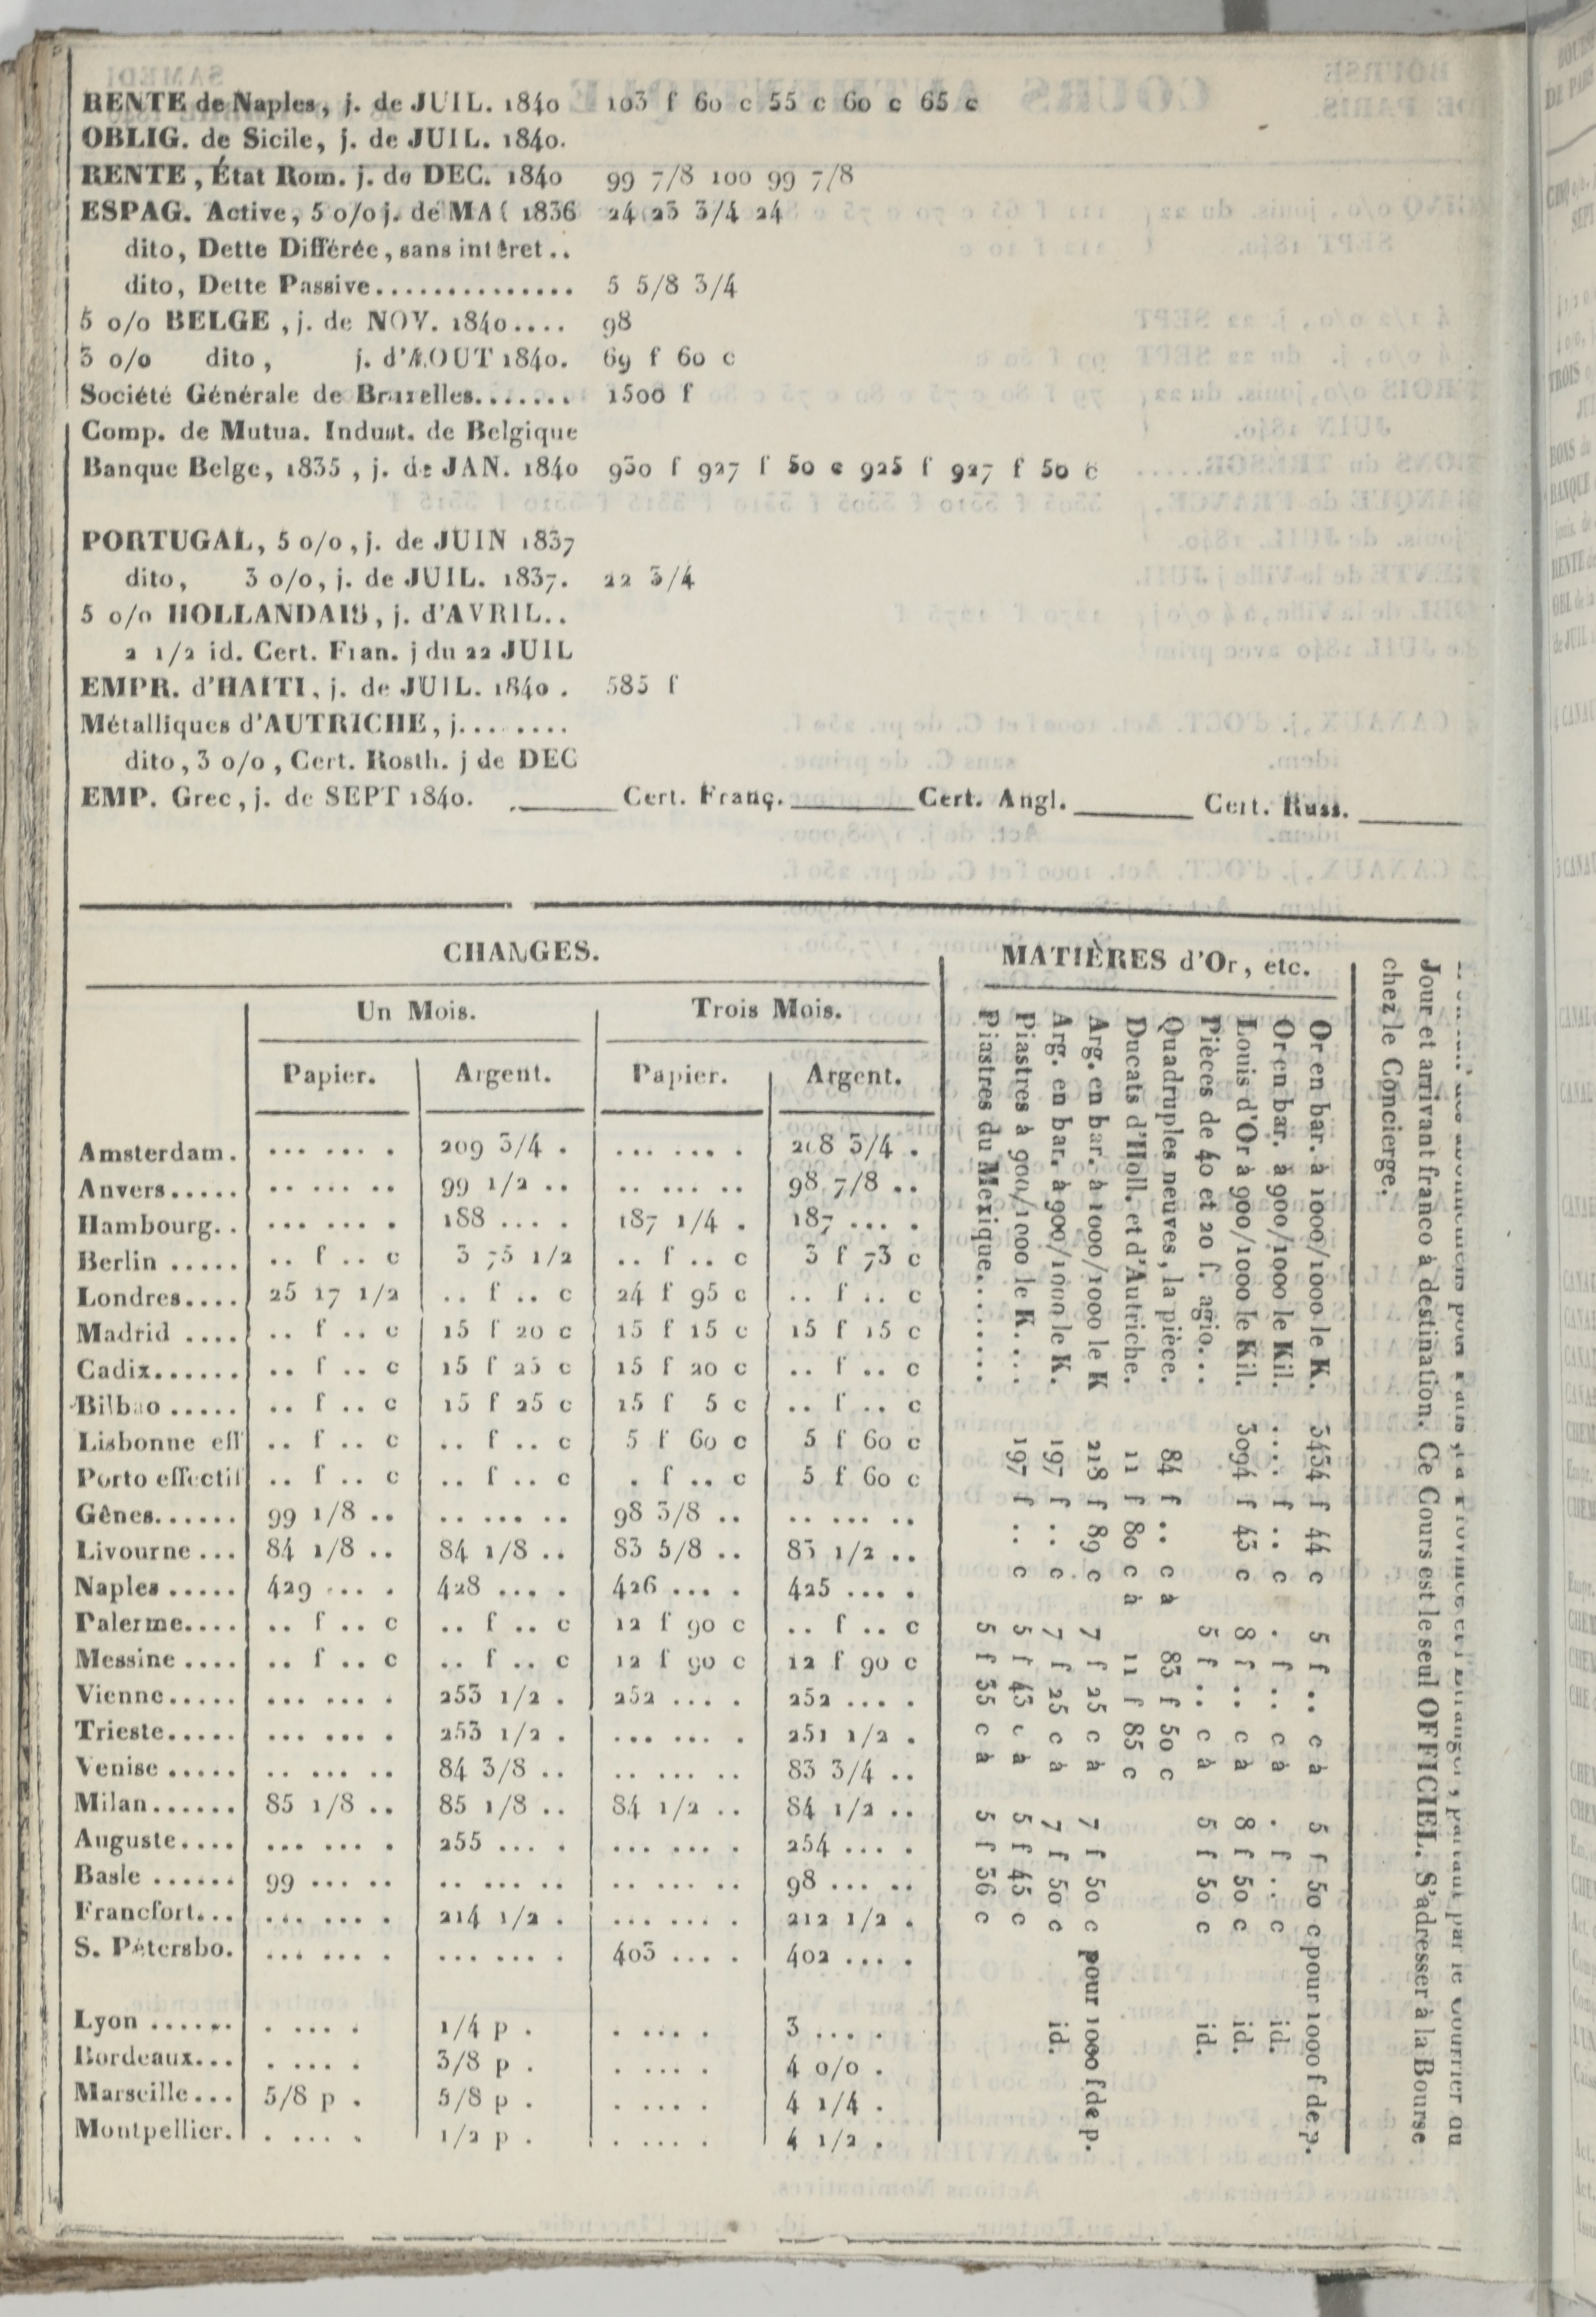 RENTE de Naples, j. de JUIL. 1840 103 f 60 c 55 c 60 c 65 c
OBLIG. de Sicile, j. de JUIL. 1840.
RENTE, État Rom. j. de DEC. 1840 99 7/8 100 99 7/8
ESPAG. Active, 5 o/o j. de MAI 1836 24 23 3/4 24
dito, Dette Différée, sans intêret..
dito, Dette Passive.............. 5 5/8 3/4
5 o/o BELGE, j. de NOV. 1840.... 98
3 o/o dito, j. d'AOUT 1840. 69 f 60 c
Société Générale de Bruxelles....... 1500 f
Comp. de Mutua. Indust. de Belgique
Banque Belge, 1835, j. de JAN. 1840 930 f 927 f 50 c 925 f 927 f 50 c
PORTUGAL, 5 o/o, j. de JUIN 1837
dito, 3 o/o, j. de JUIL. 1837. 22 3/4
5 o/o HOLLANDAIS, j. d'AVRIL..
2 1/2 id. Cert. Fran. j du 22 JUIL
EMPR. d'HAITI, j. de JUIL. 1840 . 585 f
Métalliques d'AUTRICHE, j........
dito, 3 o/o, Cert. Rosth. j de DEC
EMP. Grec, j. de SEPT 1840. ______ Cert. Franç. ______ Cert. Angl. ______ Cert. Russ. ______
CHANGES.
Un Mois. Trois Mois.
Papier. Argent. Papier. Argent.
Amsterdam. ... ... . 209 3/4 . ... ... . 208 3/4 .
Anvers..... .. ... .. 99 1/2 .. .. ... .. 98 7/8 ..
Hambourg.. ... ... . 188 ... . 187 1/4 . 187 ... .
Berlin ..... .. f .. c 3 75 1/2 .. f .. c 3 f 73 c
Londres.... 25 17 1/2 .. f .. c 24 f 95 c .. f .. c
Madrid .... .. f .. c 15 f 20 c 15 f 15 c 15 f 15 c
Cadix...... .. f .. c 15 f 25 c 15 f 20 c .. f .. c
Bilbao ..... .. f .. c 15 f 25 c 15 f 5 c .. f .. c
Lisbonne eff .. f .. c .. f .. c 5 f 60 c 5 f 60 c
Porto effectif .. f .. c .. f .. c . f .. c 5 f 60 c
Gênes...... 99 1/8 .. .. ... .. 98 3/8 .. .. ... ..
Livourne ... 84 1/8 .. 84 1/8 .. 83 5/8 .. 83 1/2 ..
Naples ..... 429 ... . 428 ... . 426 ... . 425 ... .
Palerme.... .. f .. c .. f .. c 12 f 90 c .. f .. c
Messine .... .. f .. c .. f .. c 12 f 90 c 12 f 90 c
Vienne..... ... ... . 253 1/2 . 252 ... . 252 ... .
Trieste..... ... ... . 253 1/2 . ... ... . 251 1/2 .
Venise ..... .. ... .. 84 3/8 .. .. ... .. 83 3/4 ..
Milan...... 85 1/8 .. 85 1/8 .. 84 1/2 .. 84 1/2 ..
Auguste.... ... ... . 255 ... . ... ... . 254 ... .
Basle ...... 99 ... .. .. ... .. .. ... .. 98 ... ..
Francfort... ... ... . 214 1/2 . ... ... . 212 1/2 .
S. Pétersbo. ... ... . ... ... . 403 ... . 402 ... .
Lyon ...... . ... . 1/4 p . . ... . 3 ... .
Bordeaux... . ... . 3/8 p . . ... . 4 o/o .
Marseille... 5/8 p . 5/8 p . . ... . 4 1/4 .
Montpellier. . ... . 1/2 p . . ... . 4 1/2 .
MATIÈRES d'Or, etc.
Or en bar. à 1000/1000 le K. 3434 f 44 c 5 f .. c à 5 f 50 c pour 1000 f de p.
Or en bar. à 900/1000 le Kil. .... f .. c . f .. c à . f .. c id.
Louis d'Or à 900/1000 le Kil. 3094 f 43 c 8 f .. c à 8 f 50 c id.
Pièces de 40 et 20 f. agio... 5 f .. c à 5 f 50 c id.
Quadruples neuves, la pièce. 84 f .. c à 83 f 50 c
Ducats d'Holl. et d'Autriche. 11 f 80 c à 11 f 85 c
Arg. en bar. à 1000/1000 le K 218 f 89 c 7 f 25 c à 7 f 50 c pour 1000 f de p.
Arg. en bar. à 900/1000 le K. 197 f .. c 7 f 25 c à 7 f 50 c id.
Piastres à 900/1000 le K.... 197 f .. c 5 f 43 c à 5 f 45 c
Piastres du Mexique........ 5 f 35 c à 5 f 36 c
pour Paris, la Province et l'Etranger, partant par le Courrier du
Jour et arrivant franco à destination. Ce Cours est le seul OFFICIEL. S'adresser à la Bourse
chez le Concierge.